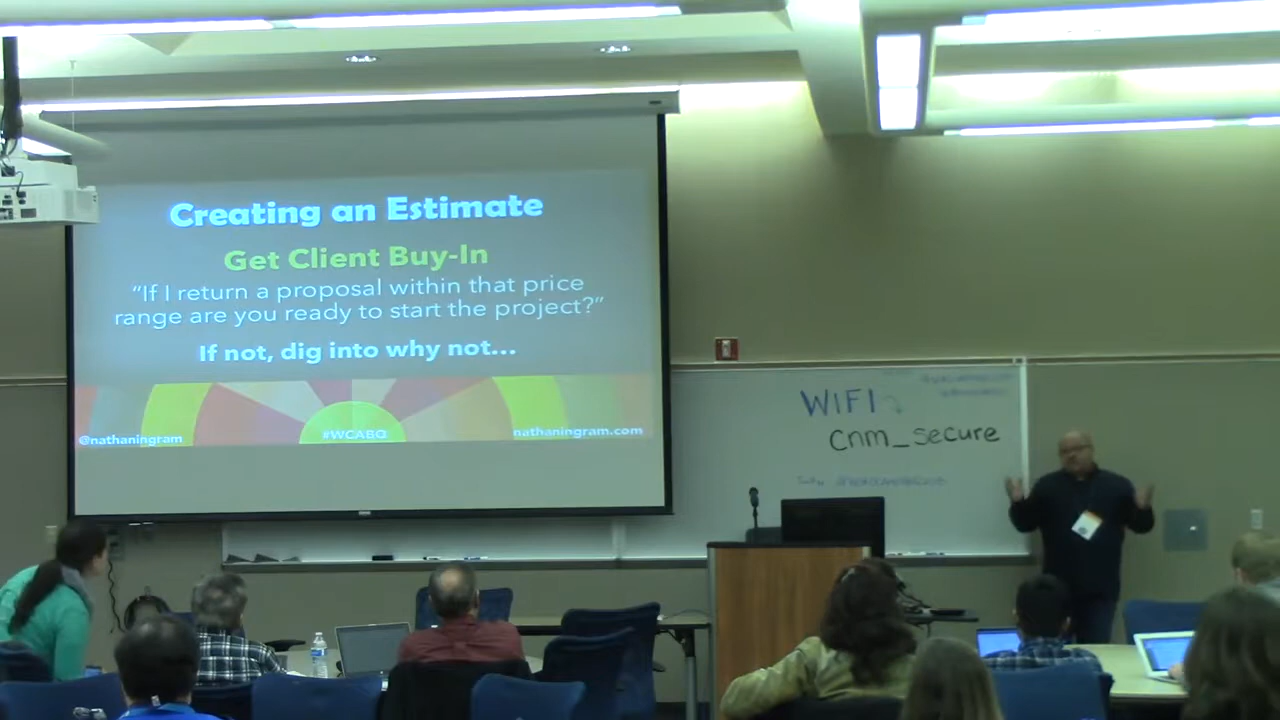 Creating an Estimate
Get Client Buy-In
“If I return a proposal within that price
range are you ready to start the project?”
If not, dig into why not...
@nathaningram
#WCABQ
nathaningram.com
WIFI
cnm_secure